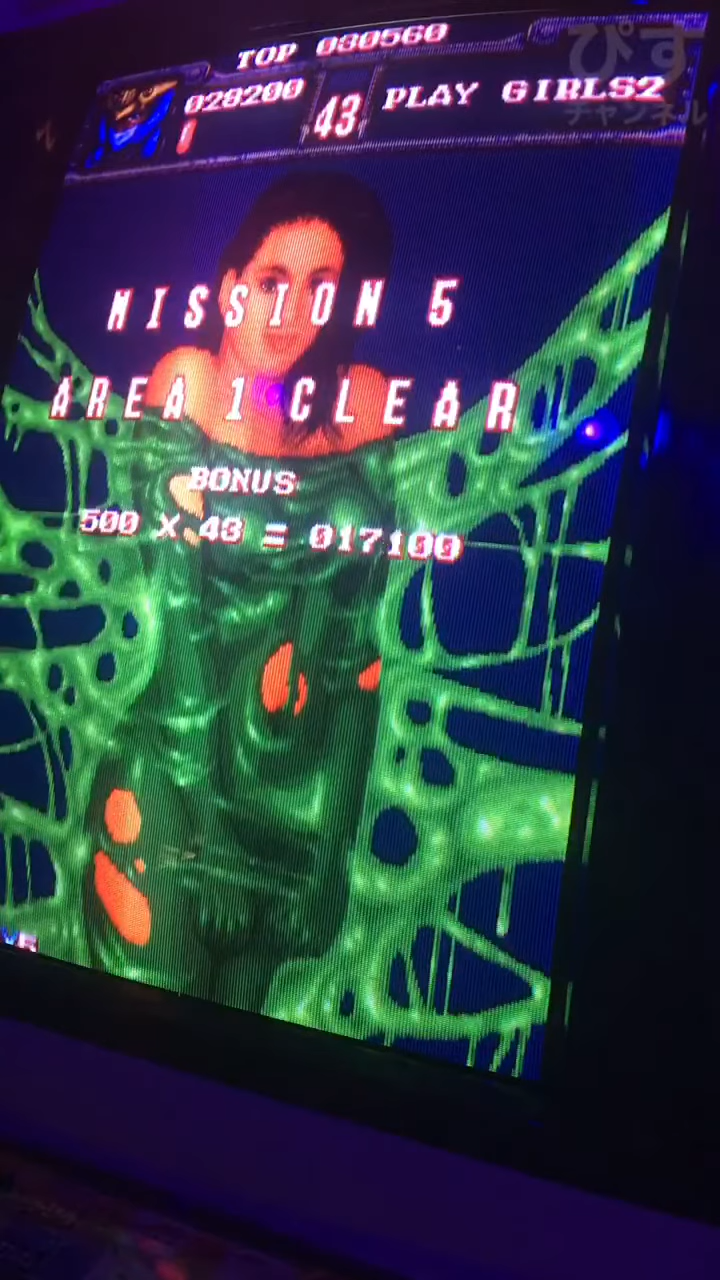 TOP 030560
ぴす
チャンネル
028200
43
PLAY GIRLS2
MISSION 5
AREA 1 CLEAR
BONUS
500 X 43 = 017100